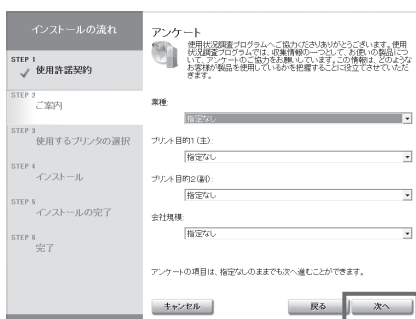 インストールの流れ
STEP 1
使用許諾契約
STEP 2
ご案内
STEP 3
使用するプリンタの選択
STEP 4
インストール
STEP 5
インストールの完了
STEP 6
完了
アンケート
使用状況調査プログラムへご協力くださりありがとうございます。使用
状況調査プログラムでは、収集情報の一つとして、お使いの製品につ
いて、アンケートのご協力をお願いしています。この情報は、どのような
お客様が製品を使用しているかを把握することに役立てさせていただ
きます。
業種:
指定なし
プリント目的1(主):
指定なし
プリント目的2(副):
指定なし
会社規模:
指定なし
アンケートの項目は、指定なしのままでも次へ進むことができます。
キャンセル
戻る
次へ